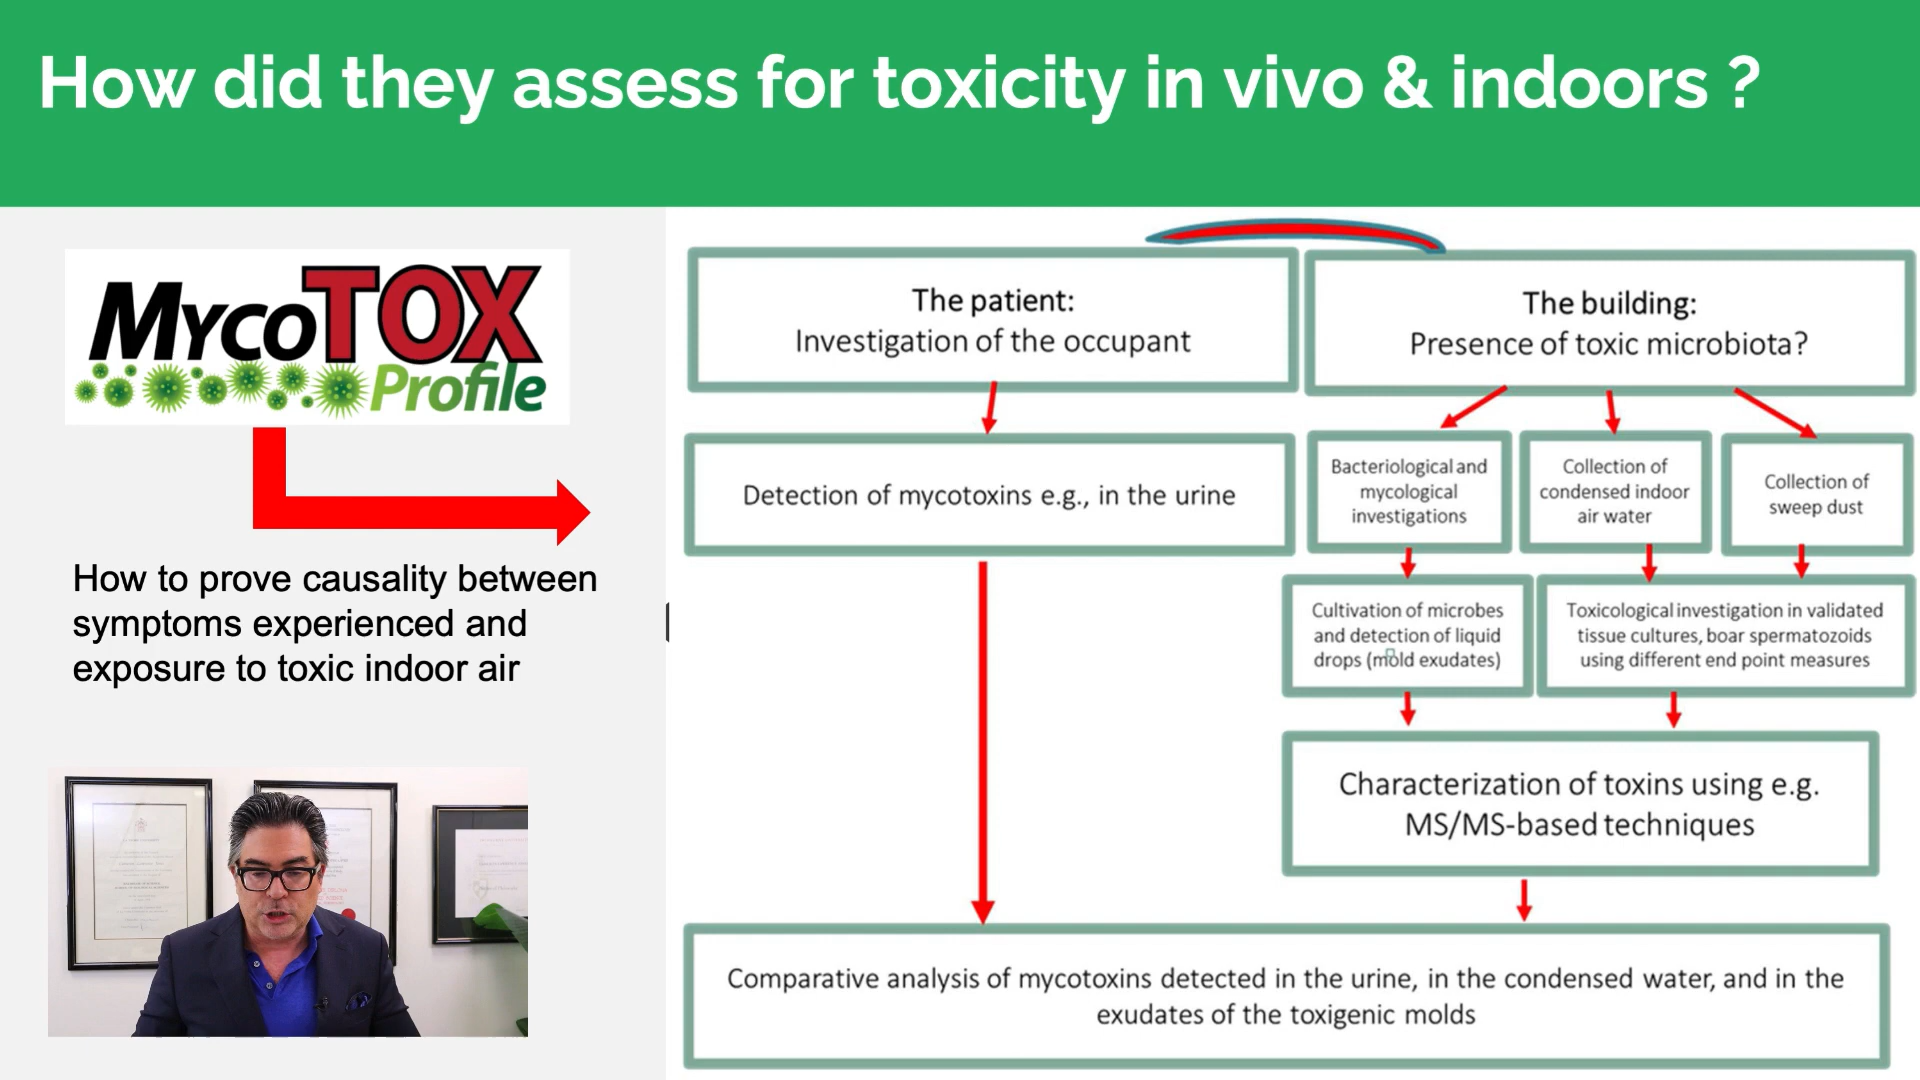 How did they assess for toxicity in vivo & indoors ?
MycoTOX
Profile
How to prove causality between
symptoms experienced and
exposure to toxic indoor air
The patient:
Investigation of the occupant
The building:
Presence of toxic microbiota?
Detection of mycotoxins e.g., in the urine
Bacteriological and
mycological
investigations
Collection of
condensed indoor
air water
Collection of
sweep dust
Cultivation of microbes
and detection of liquid
drops (mold exudates)
Toxicological investigation in validated
tissue cultures, boar spermatozoids
using different end point measures
Characterization of toxins using e.g.
MS/MS-based techniques
Comparative analysis of mycotoxins detected in the urine, in the condensed water, and in the
exudates of the toxigenic molds